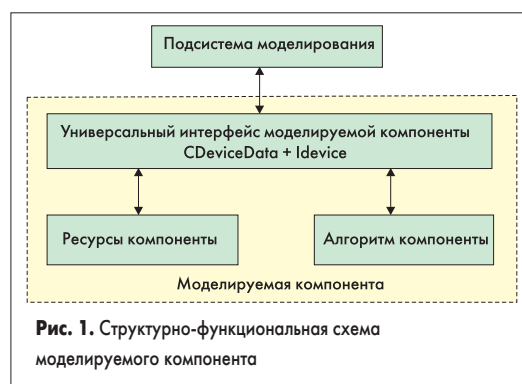 Подсистема моделирования
Универсальный интерфейс моделируемой компоненты
CDeviceData + Idevice
Ресурсы компоненты
Алгоритм компоненты
Моделируемая компонента
Рис. 1. Структурно-функциональная схема
моделируемого компонента